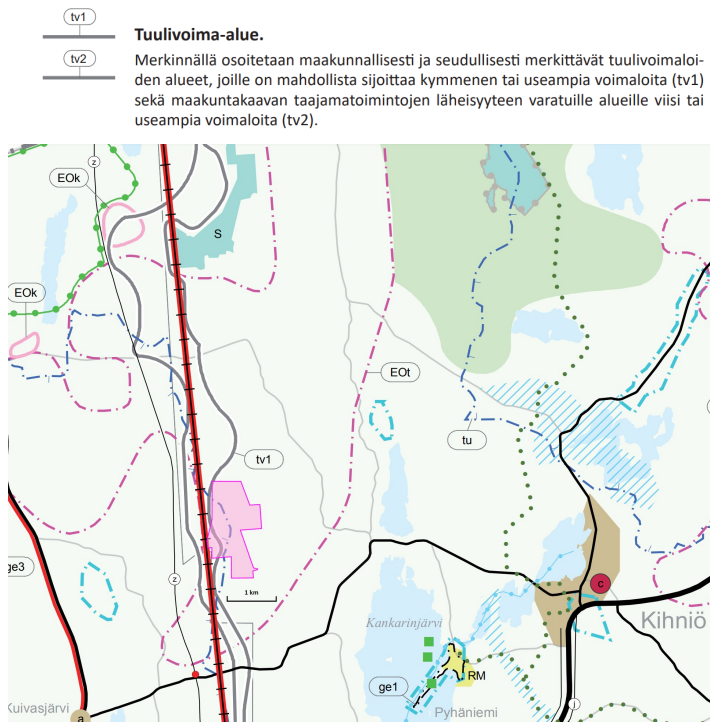 tv1
Tuulivoima-alue.
tv2
Merkinnällä osoitetaan maakunnallisesti ja seudullisesti merkittävät tuulivoimaloi-
den alueet, joille on mahdollista sijoittaa kymmenen tai useampia voimaloita (tv1)
sekä maakuntakaavan taajamatoimintojen läheisyyteen varatuille alueille viisi tai
useampia voimaloita (tv2).
z
EOk
S
EOk
EOt
tu
tv1
ge3
z
1 km
c
Kihniö
Kankarinjärvi
RM
ge1
Kuivasjärvi
a
Pyhäniemi
i